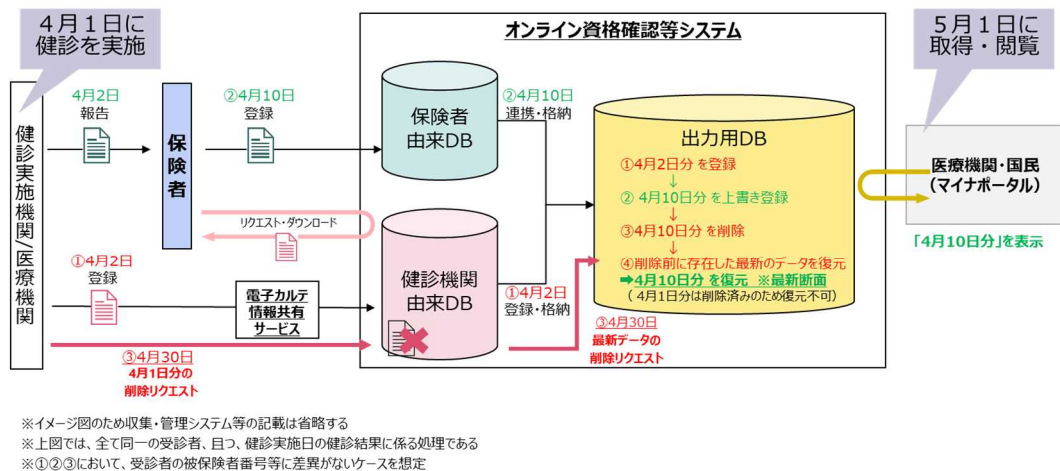 ４月１日に
健診を実施
オンライン資格確認等システム
５月１日に
取得・閲覧
健診実施機関/医療機関
4月2日
報告
②4月10日
登録
保険者
保険者
由来DB
②4月10日
連携・格納
出力用DB
①4月2日分 を登録
↓
② 4月10日分 を上書き登録
↓
③4月10日分 を削除
↓
④削除前に存在した最新のデータを復元
➡4月10日分 を復元　※最新断面
（ 4月1日分は削除済みのため復元不可）
医療機関・国民
（マイナポータル）
「4月10日分」を表示
リクエスト・ダウンロード
①4月2日
登録
電子カルテ
情報共有
サービス
健診機関
由来DB
①4月2日
登録・格納
③4月30日
最新データの
削除リクエスト
③4月30日
4月1日分の
削除リクエスト
※イメージ図のため収集・管理システム等の記載は省略する
※上図では、全て同一の受診者、且つ、健診実施日の健診結果に係る処理である
※①②③において、受診者の被保険者番号等に差異がないケースを想定